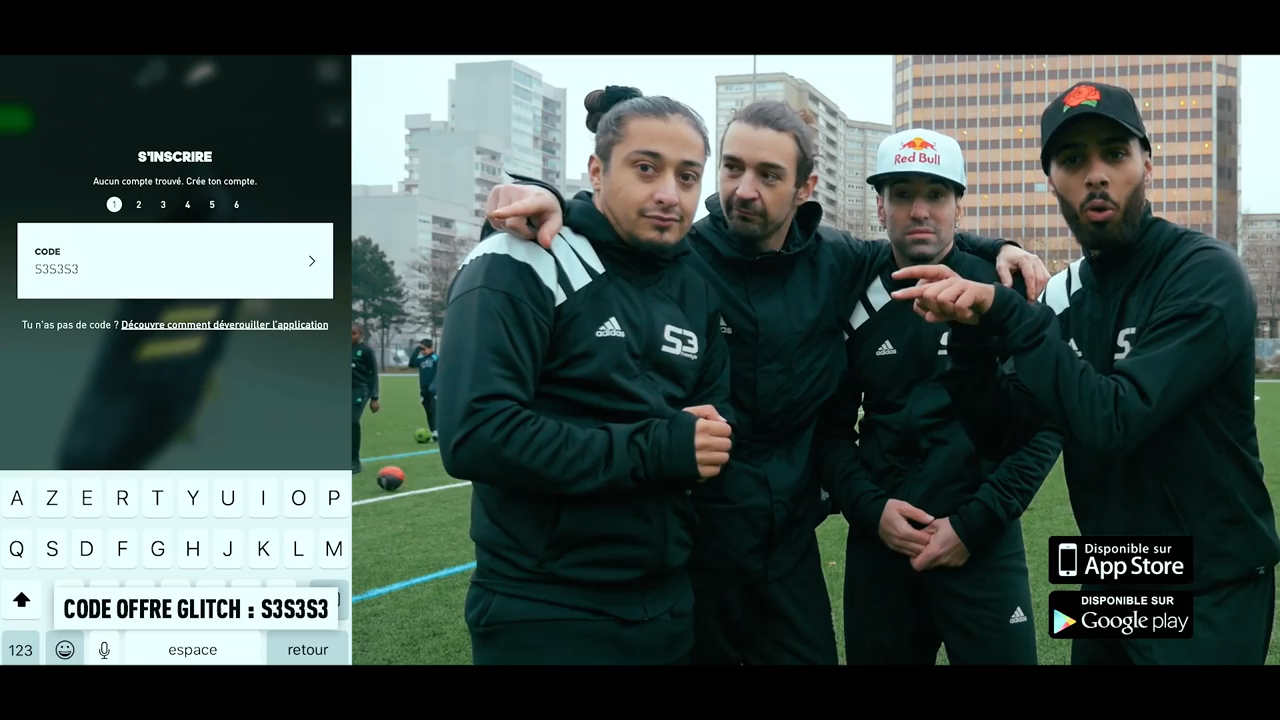 S'INSCRIRE
Aucun compte trouvé. Crée ton compte.
1 2 3 4 5 6
CODE
S3S3S3
Tu n'as pas de code ? Découvre comment déverouiller l'application
A Z E R T Y U I O P
Q S D F G H J K L M
CODE OFFRE GLITCH : S3S3S3
123 espace retour
Red Bull
adidas
S3
adidas
Disponible sur
App Store
DISPONIBLE SUR
Google play